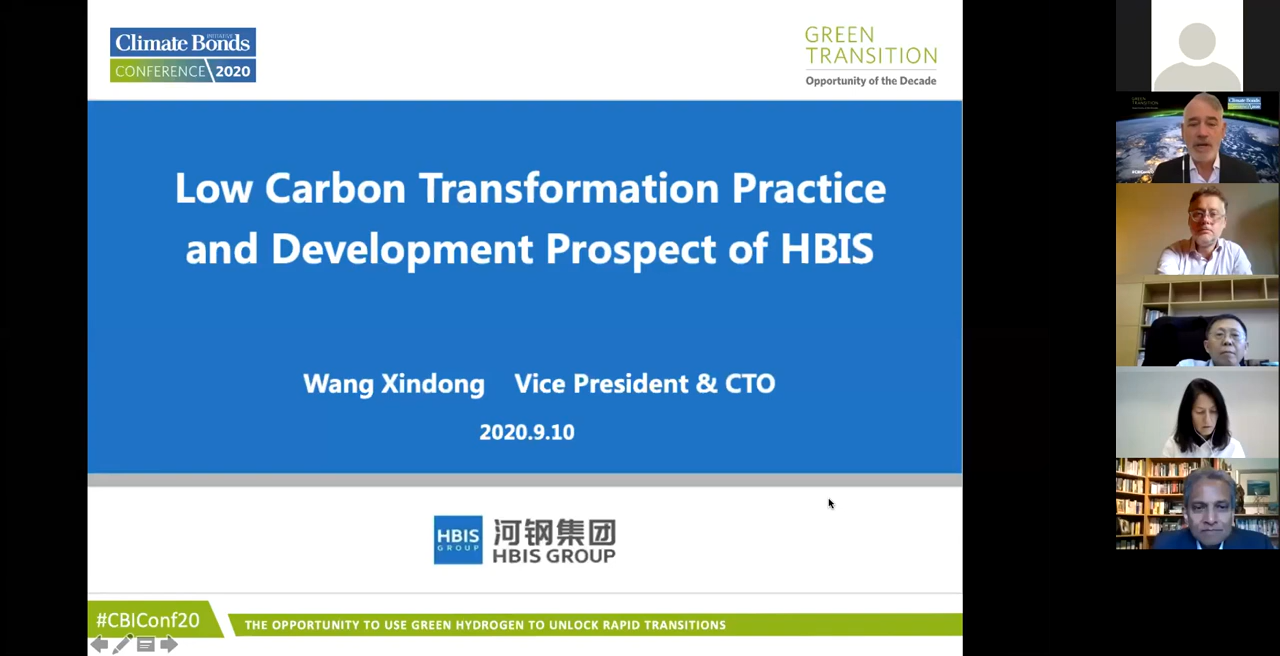 Climate Bonds
INITIATIVE
CONFERENCE 2020
GREEN
TRANSITION
Opportunity of the Decade
Low Carbon Transformation Practice
and Development Prospect of HBIS
Wang Xindong Vice President & CTO
2020.9.10
HBIS
GROUP
河钢集团
HBIS GROUP
#CBIConf20
THE OPPORTUNITY TO USE GREEN HYDROGEN TO UNLOCK RAPID TRANSITIONS